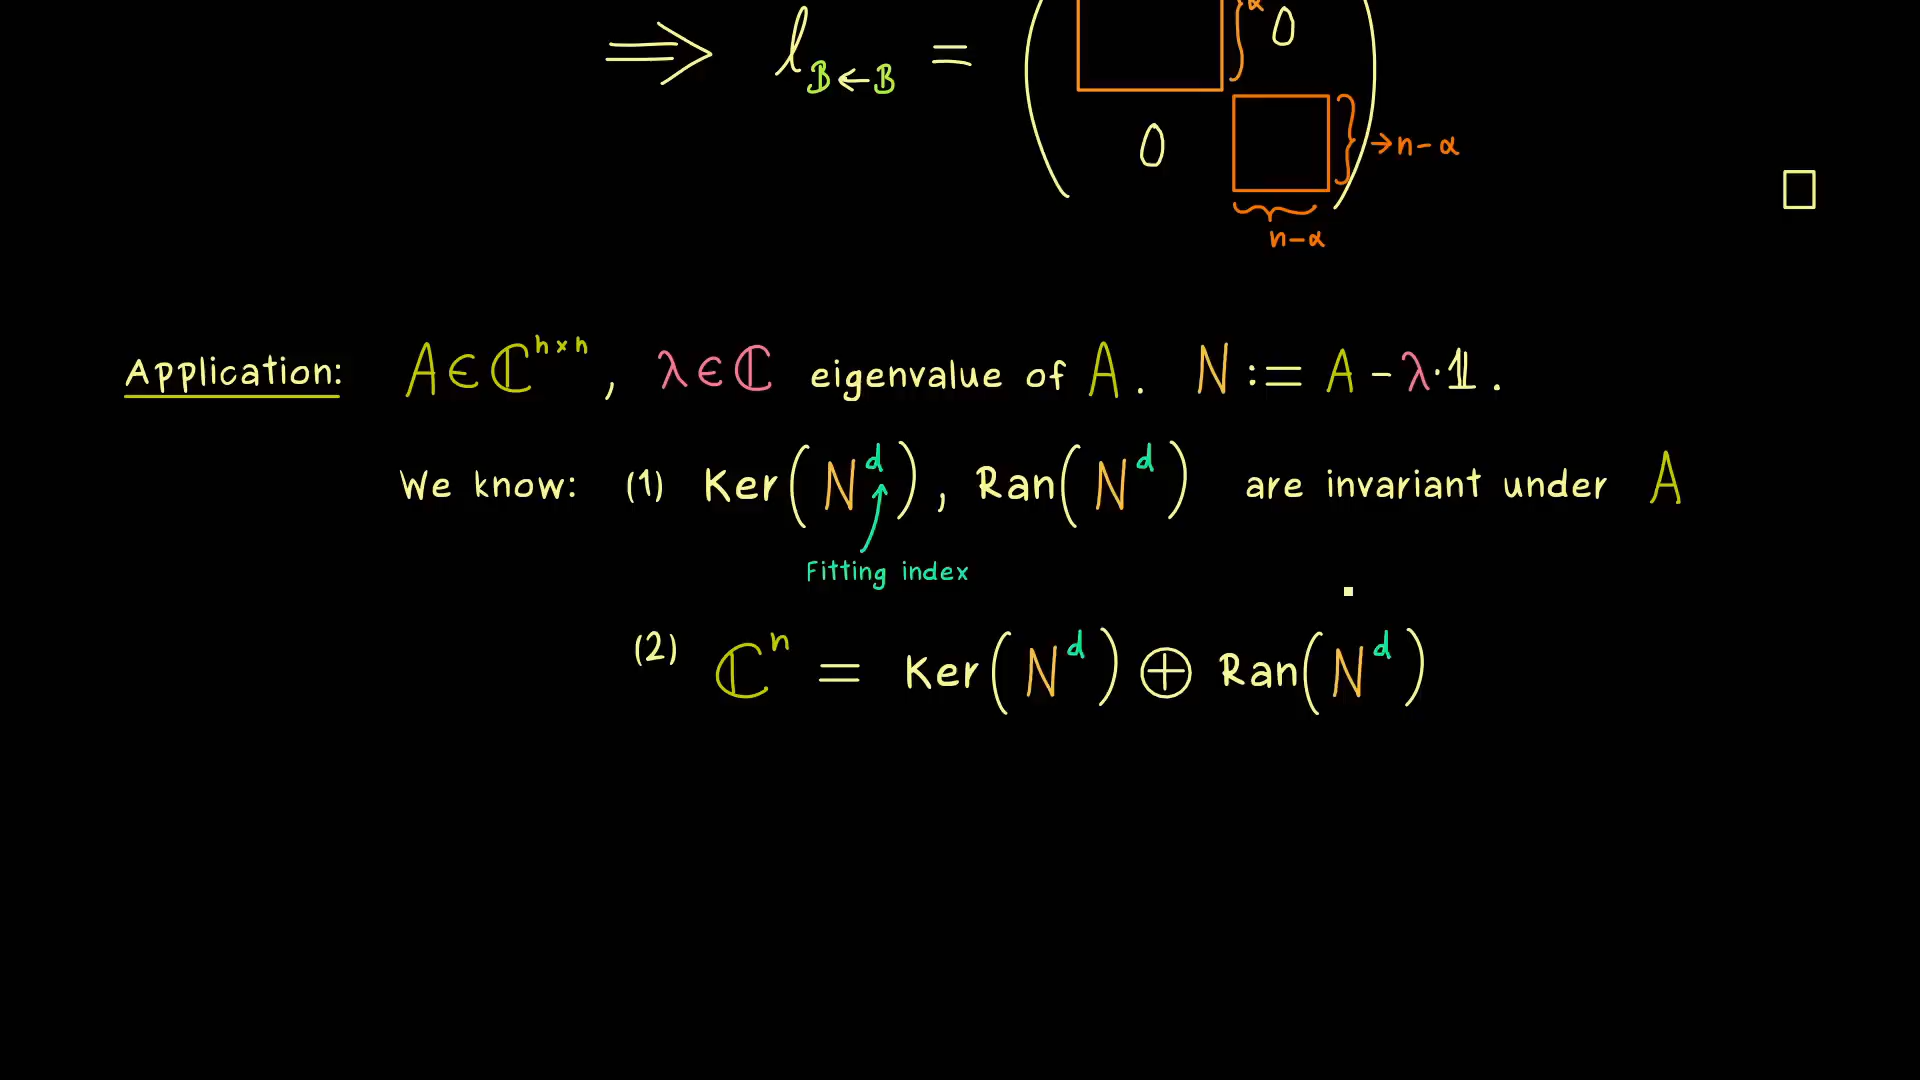 ⟹ ℓ_{B←B} = ( } α 0
0 } → n-α )
n-α
□
Application: A ∈ ℂ^{n×n}, λ ∈ ℂ eigenvalue of A. N := A - λ·𝟙.
We know: (1) Ker(N^d), Ran(N^d) are invariant under A
Fitting index
(2) ℂ^n = Ker(N^d) ⊕ Ran(N^d)